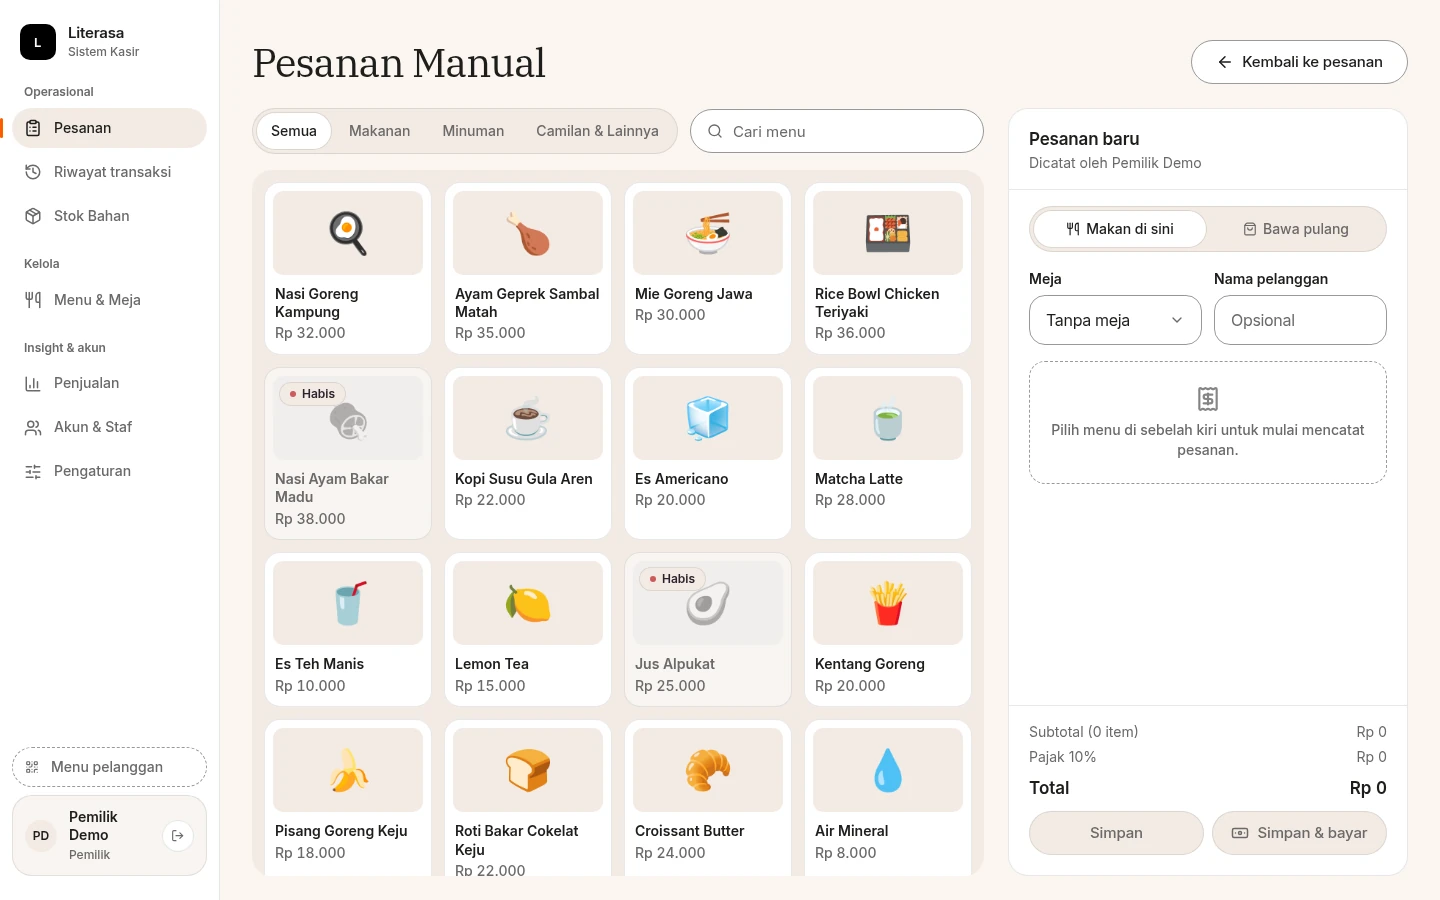 L
Literasa
Sistem Kasir
Operasional
Pesanan
Riwayat transaksi
Stok Bahan
Kelola
Menu & Meja
Insight & akun
Penjualan
Akun & Staf
Pengaturan
Menu pelanggan
PD
Pemilik
Demo
Pemilik
Pesanan Manual
Kembali ke pesanan
Semua
Makanan
Minuman
Camilan & Lainnya
Cari menu
Nasi Goreng
Kampung
Rp 32.000
Ayam Geprek Sambal
Matah
Rp 35.000
Mie Goreng Jawa
Rp 30.000
Rice Bowl Chicken
Teriyaki
Rp 36.000
Habis
Nasi Ayam Bakar
Madu
Rp 38.000
Kopi Susu Gula Aren
Rp 22.000
Es Americano
Rp 20.000
Matcha Latte
Rp 28.000
Es Teh Manis
Rp 10.000
Lemon Tea
Rp 15.000
Habis
Jus Alpukat
Rp 25.000
Kentang Goreng
Rp 20.000
Pisang Goreng Keju
Rp 18.000
Roti Bakar Cokelat
Keju
Rp 22.000
Croissant Butter
Rp 24.000
Air Mineral
Rp 8.000
Pesanan baru
Dicatat oleh Pemilik Demo
Makan di sini
Bawa pulang
Meja
Nama pelanggan
Tanpa meja
Opsional
Pilih menu di sebelah kiri untuk mulai mencatat
pesanan.
Subtotal (0 item)
Rp 0
Pajak 10%
Rp 0
Total
Rp 0
Simpan
Simpan & bayar